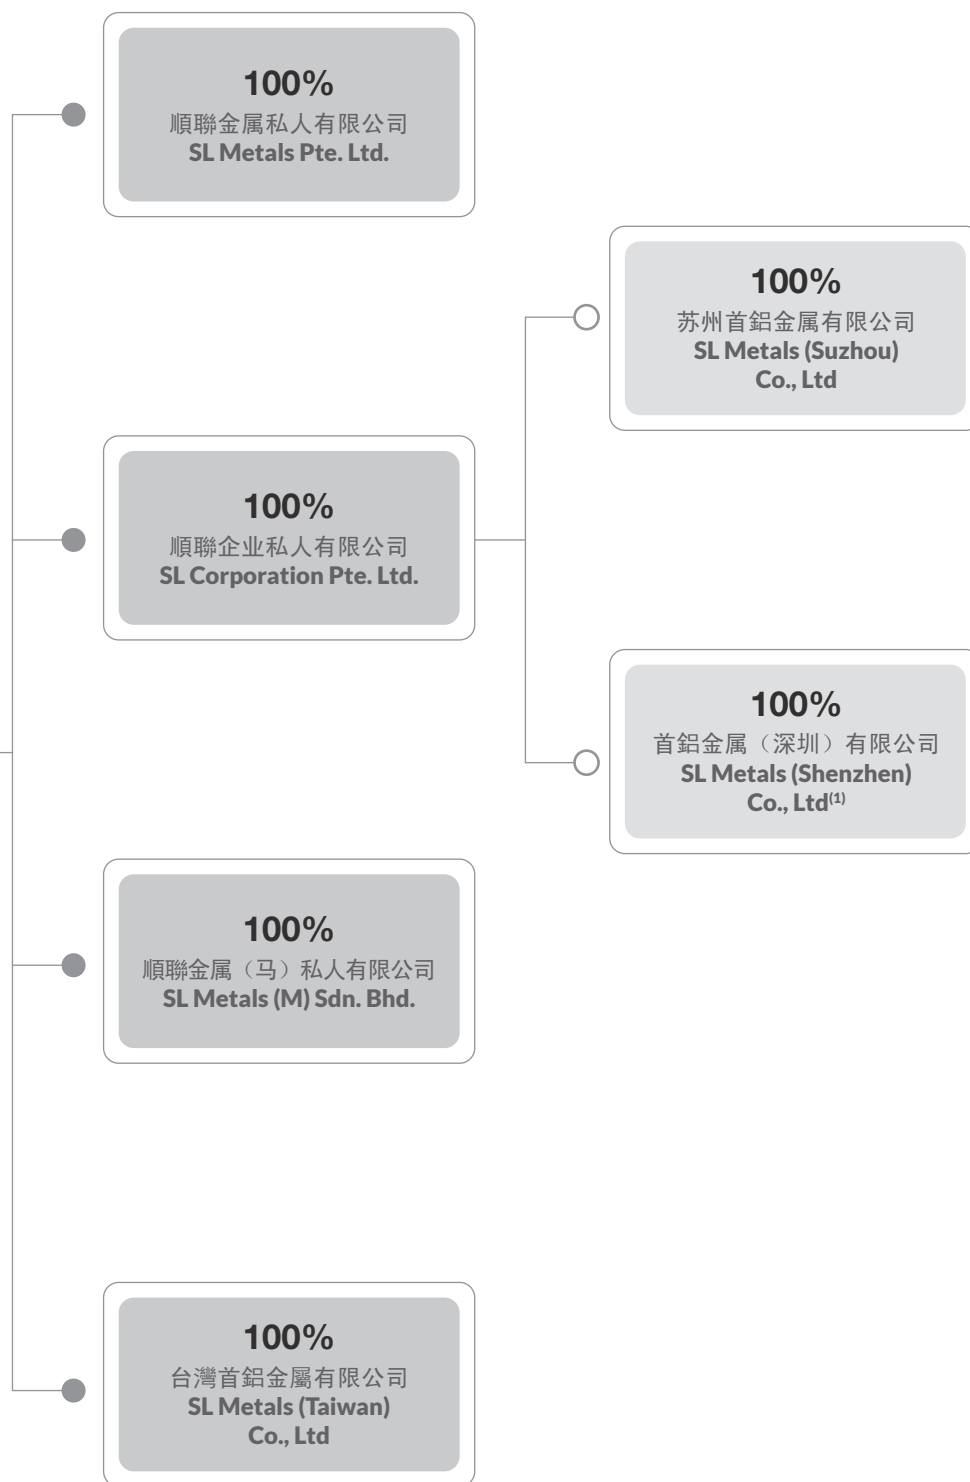 100%
順聯金属私人有限公司
SL Metals Pte. Ltd.
100%
苏州首鋁金属有限公司
SL Metals (Suzhou)
Co., Ltd
100%
順聯企业私人有限公司
SL Corporation Pte. Ltd.
100%
首鋁金属（深圳）有限公司
SL Metals (Shenzhen)
Co., Ltd(1)
100%
順聯金属（马）私人有限公司
SL Metals (M) Sdn. Bhd.
100%
台灣首鋁金屬有限公司
SL Metals (Taiwan)
Co., Ltd